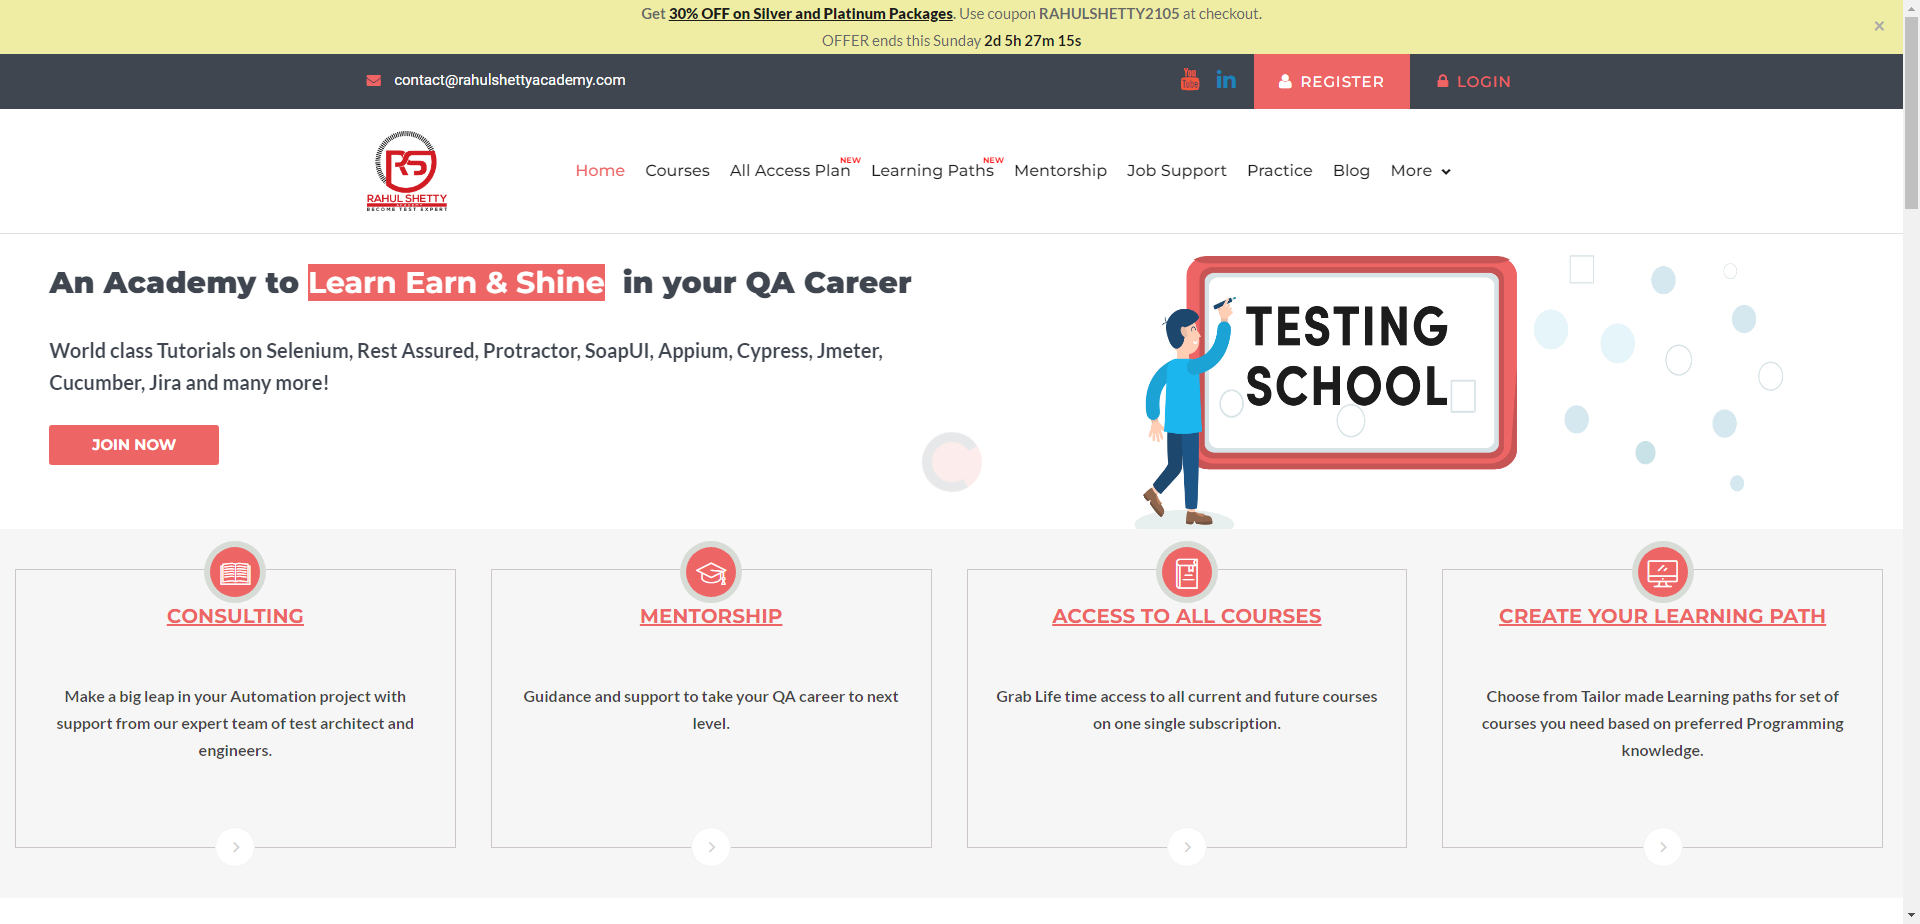 Get 30% OFF on Silver and Platinum Packages. Use coupon RAHULSHETTY2105 at checkout.
OFFER ends this Sunday 2d 5h 27m 15s
×
contact@rahulshettyacademy.com
You Tube
in
REGISTER
LOGIN
RS
RAHUL SHETTY
ACADEMY
BECOME TEST EXPERT
Home
Courses
All Access Plan NEW
Learning Paths NEW
Mentorship
Job Support
Practice
Blog
More
An Academy to Learn Earn & Shine in your QA Career
World class Tutorials on Selenium, Rest Assured, Protractor, SoapUI, Appium, Cypress, Jmeter,
Cucumber, Jira and many more!
JOIN NOW
TESTING
SCHOOL
CONSULTING
Make a big leap in your Automation project with
support from our expert team of test architect and
engineers.
MENTORSHIP
Guidance and support to take your QA career to next
level.
ACCESS TO ALL COURSES
Grab Life time access to all current and future courses
on one single subscription.
CREATE YOUR LEARNING PATH
Choose from Tailor made Learning paths for set of
courses you need based on preferred Programming
knowledge.